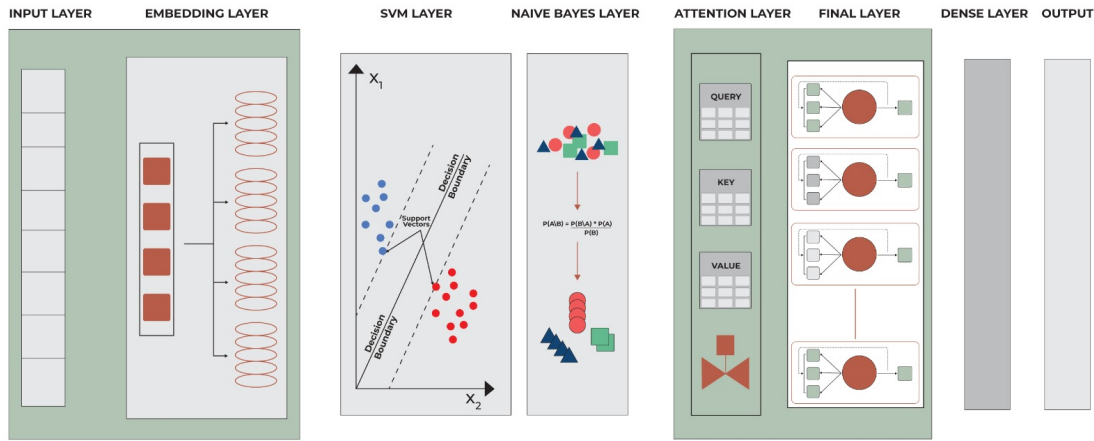 INPUT LAYER
EMBEDDING LAYER
SVM LAYER
NAIVE BAYES LAYER
ATTENTION LAYER
FINAL LAYER
DENSE LAYER
OUTPUT
X1
Decision
Boundary
Support
Vectors
Decision
Boundary
X2
P(A\B) = P(B\A) * P(A)
P(B)
QUERY
KEY
VALUE